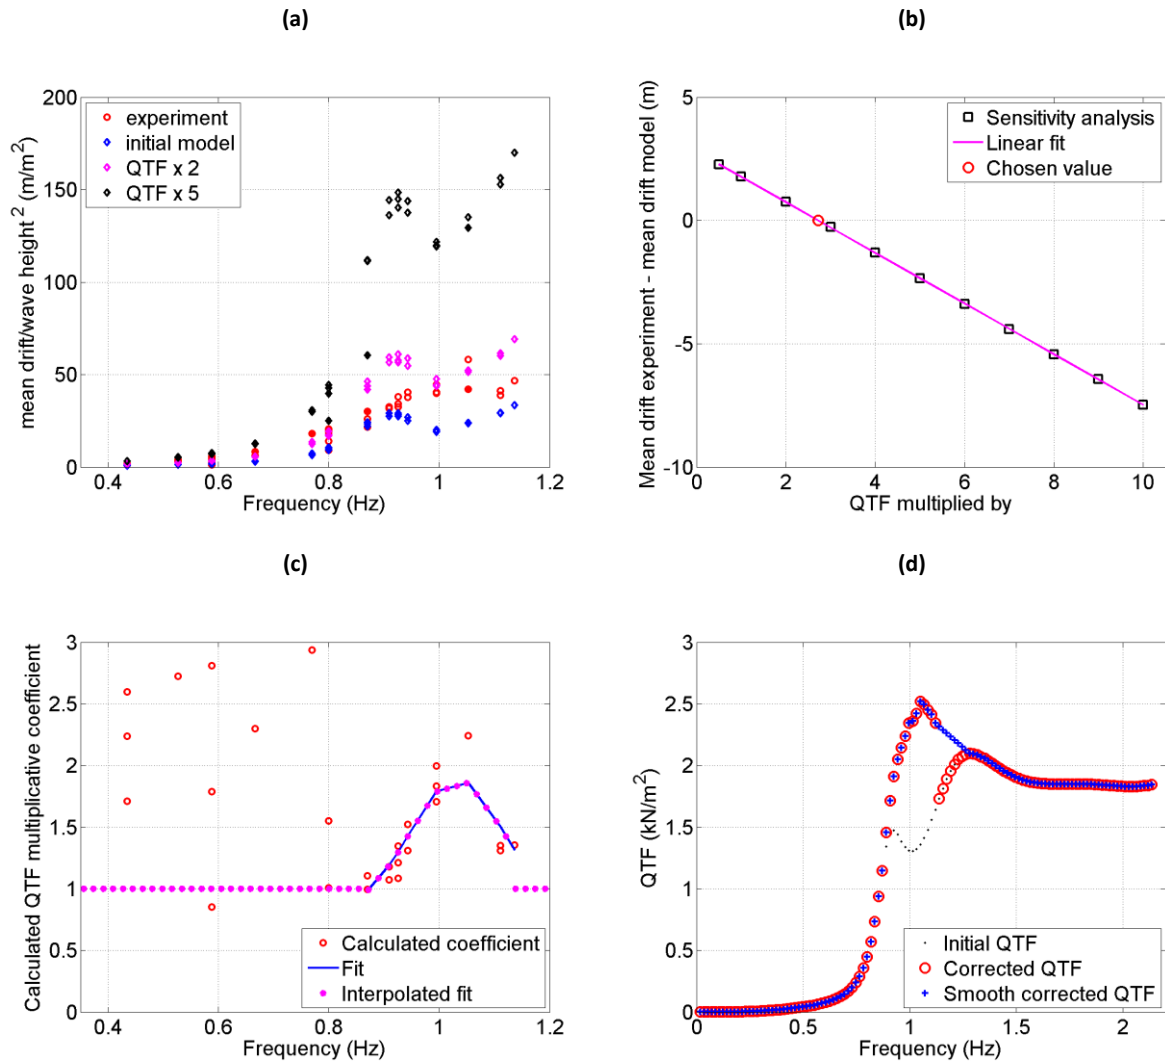 (a)
mean drift/wave height ² (m/m²)
200
150
100
50
0
0.4 0.6 0.8 1 1.2
Frequency (Hz)
experiment
initial model
QTF x 2
QTF x 5
(b)
Mean drift experiment - mean drift model (m)
5
0
-5
-10
0 2 4 6 8 10
QTF multiplied by
Sensitivity analysis
Linear fit
Chosen value
(c)
Calculated QTF multiplicative coefficient
3
2.5
2
1.5
1
0.5
0
0.4 0.6 0.8 1 1.2
Frequency (Hz)
Calculated coefficient
Fit
Interpolated fit
(d)
QTF (kN/m²)
3
2.5
2
1.5
1
0.5
0
0 0.5 1 1.5 2
Frequency (Hz)
Initial QTF
Corrected QTF
Smooth corrected QTF